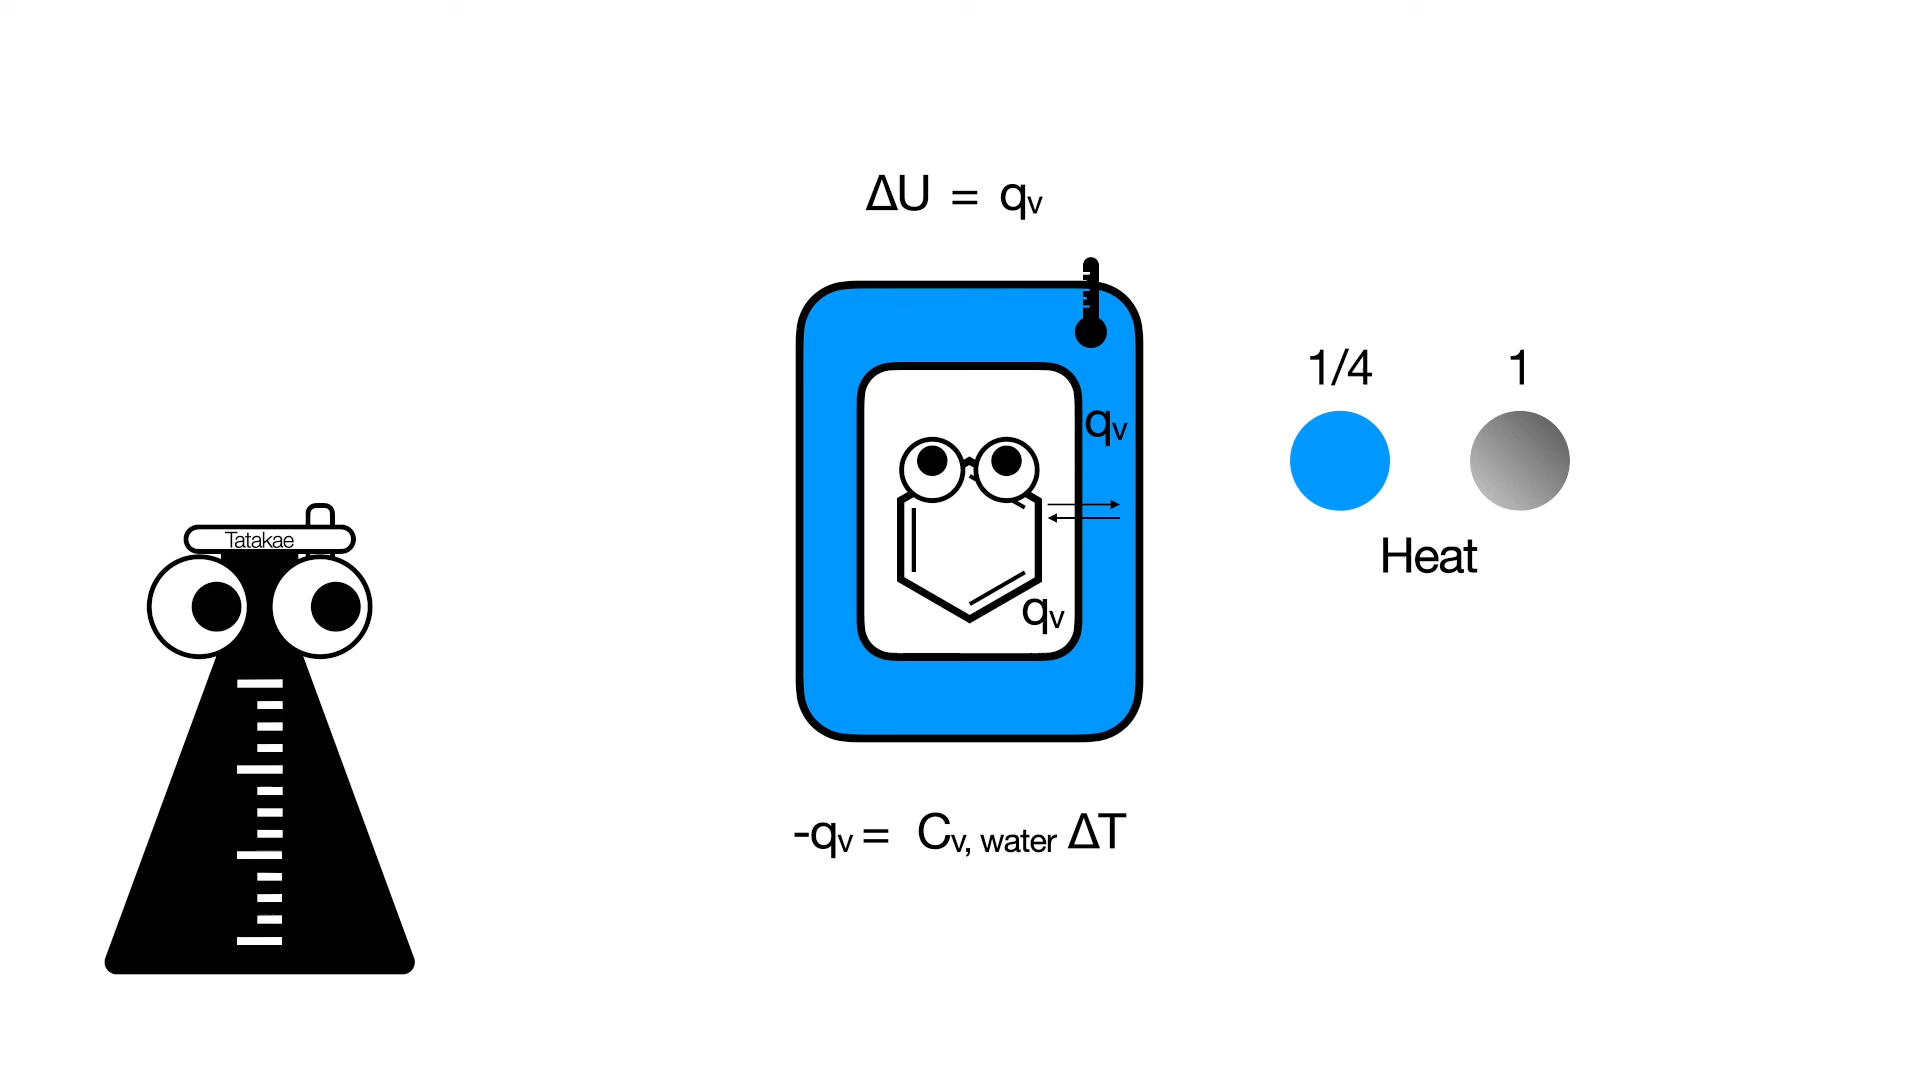 ΔU = qv
qv
1/4 1
Tatakae
Heat
qv
-qv = Cv, water ΔT